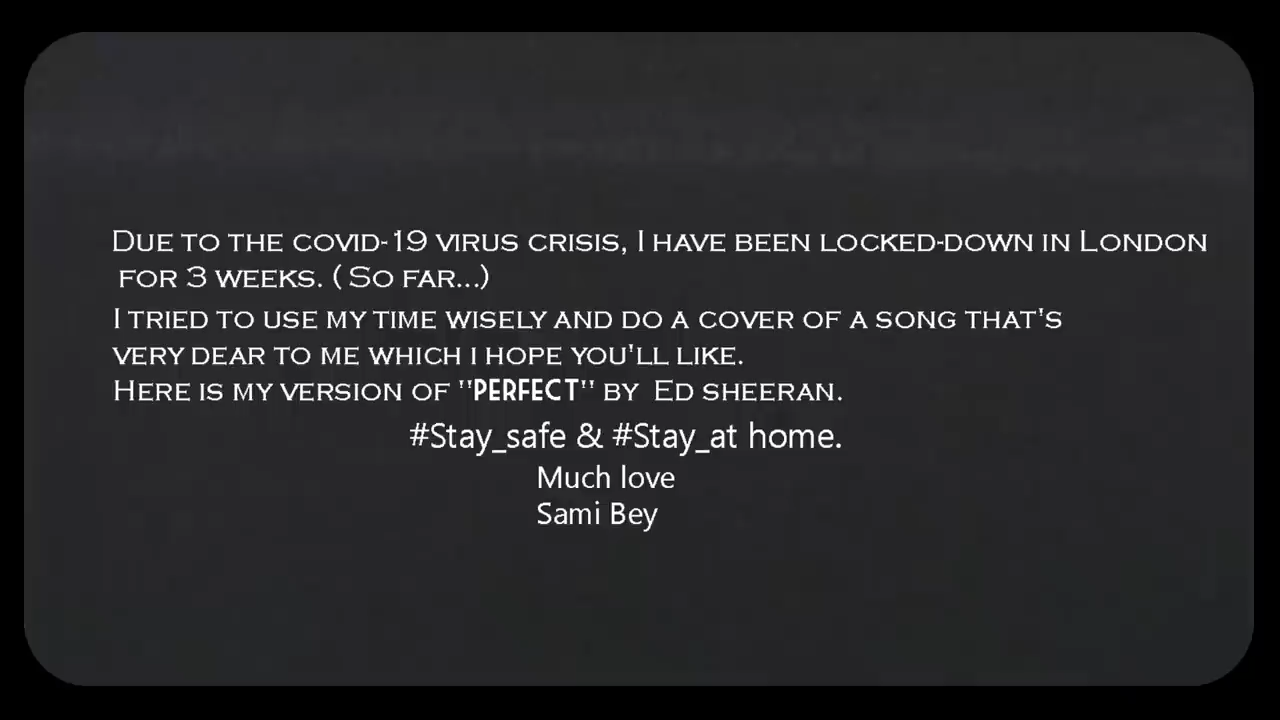 Due to the covid-19 virus crisis, I have been locked-down in London
for 3 weeks. ( So far...)
I tried to use my time wisely and do a cover of a song that's
very dear to me which i hope you'll like.
Here is my version of "PERFECT" by Ed sheeran.
#Stay_safe & #Stay_at home.
Much love
Sami Bey